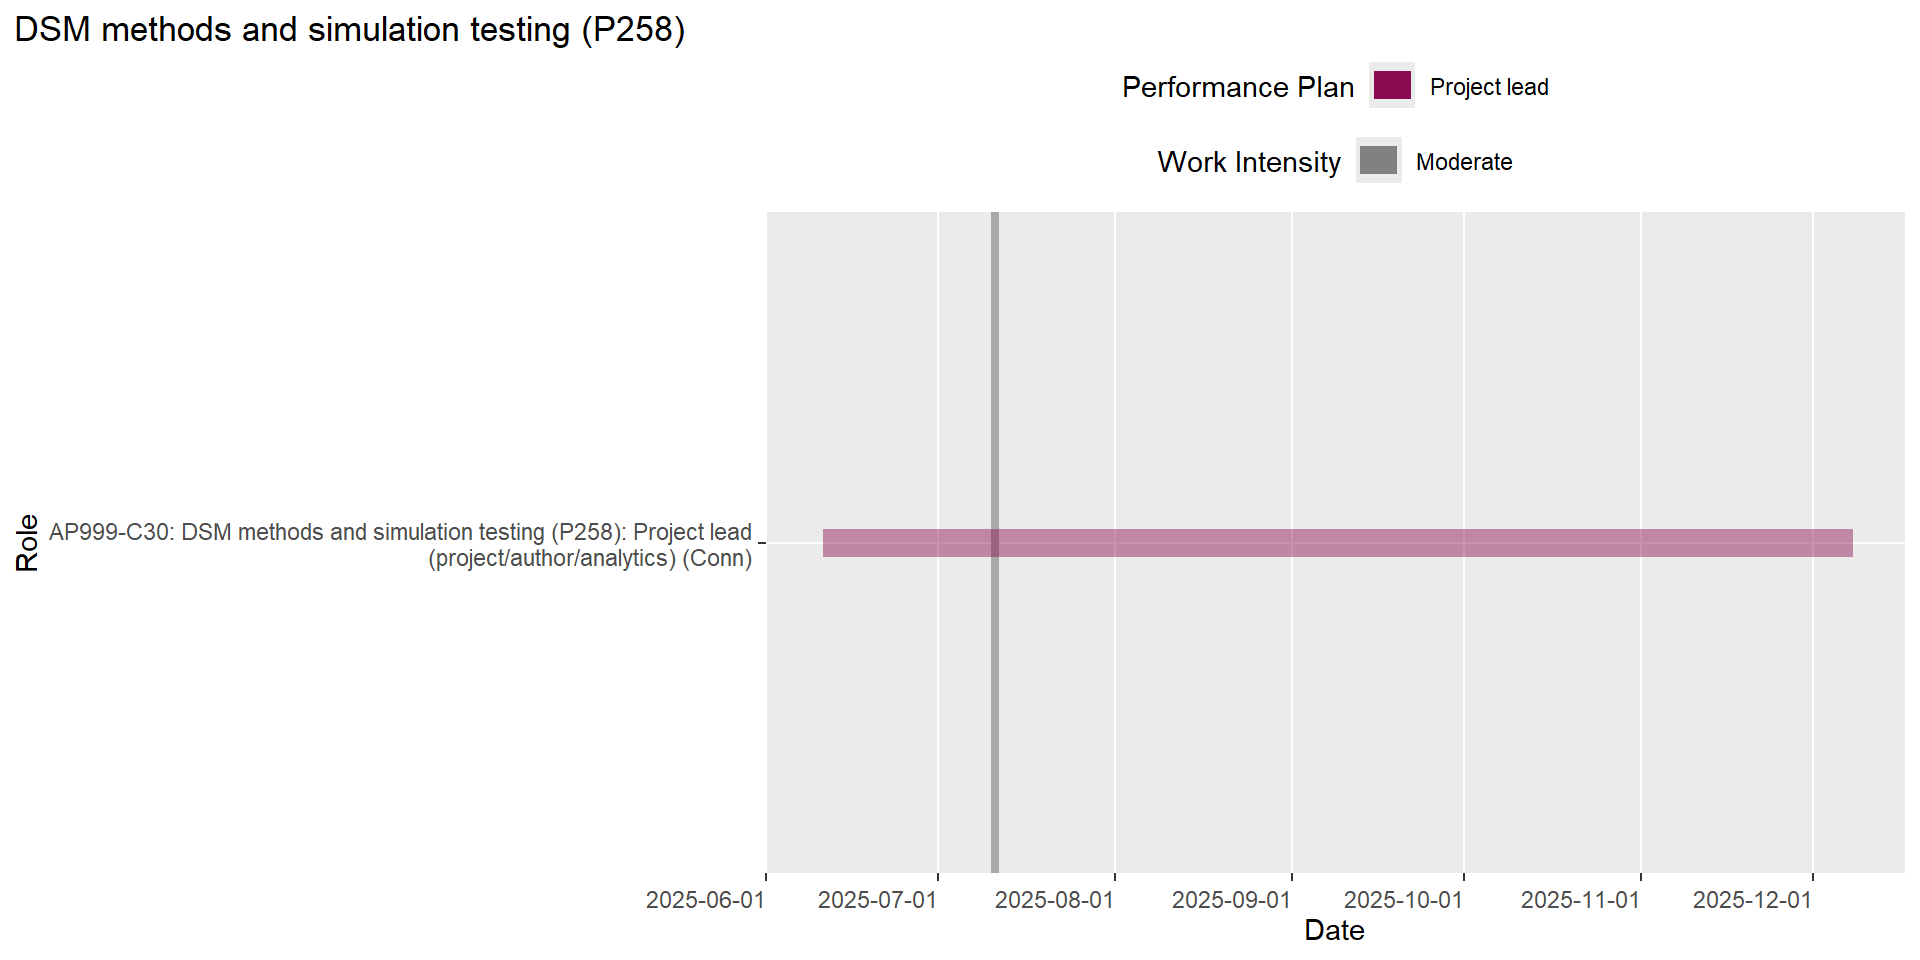 DSM methods and simulation testing (P258)
Performance Plan
Project lead
Work Intensity
Moderate
Role
AP999-C30: DSM methods and simulation testing (P258): Project lead
(project/author/analytics) (Conn)
2025-06-01
2025-07-01
2025-08-01
2025-09-01
2025-10-01
2025-11-01
2025-12-01
Date